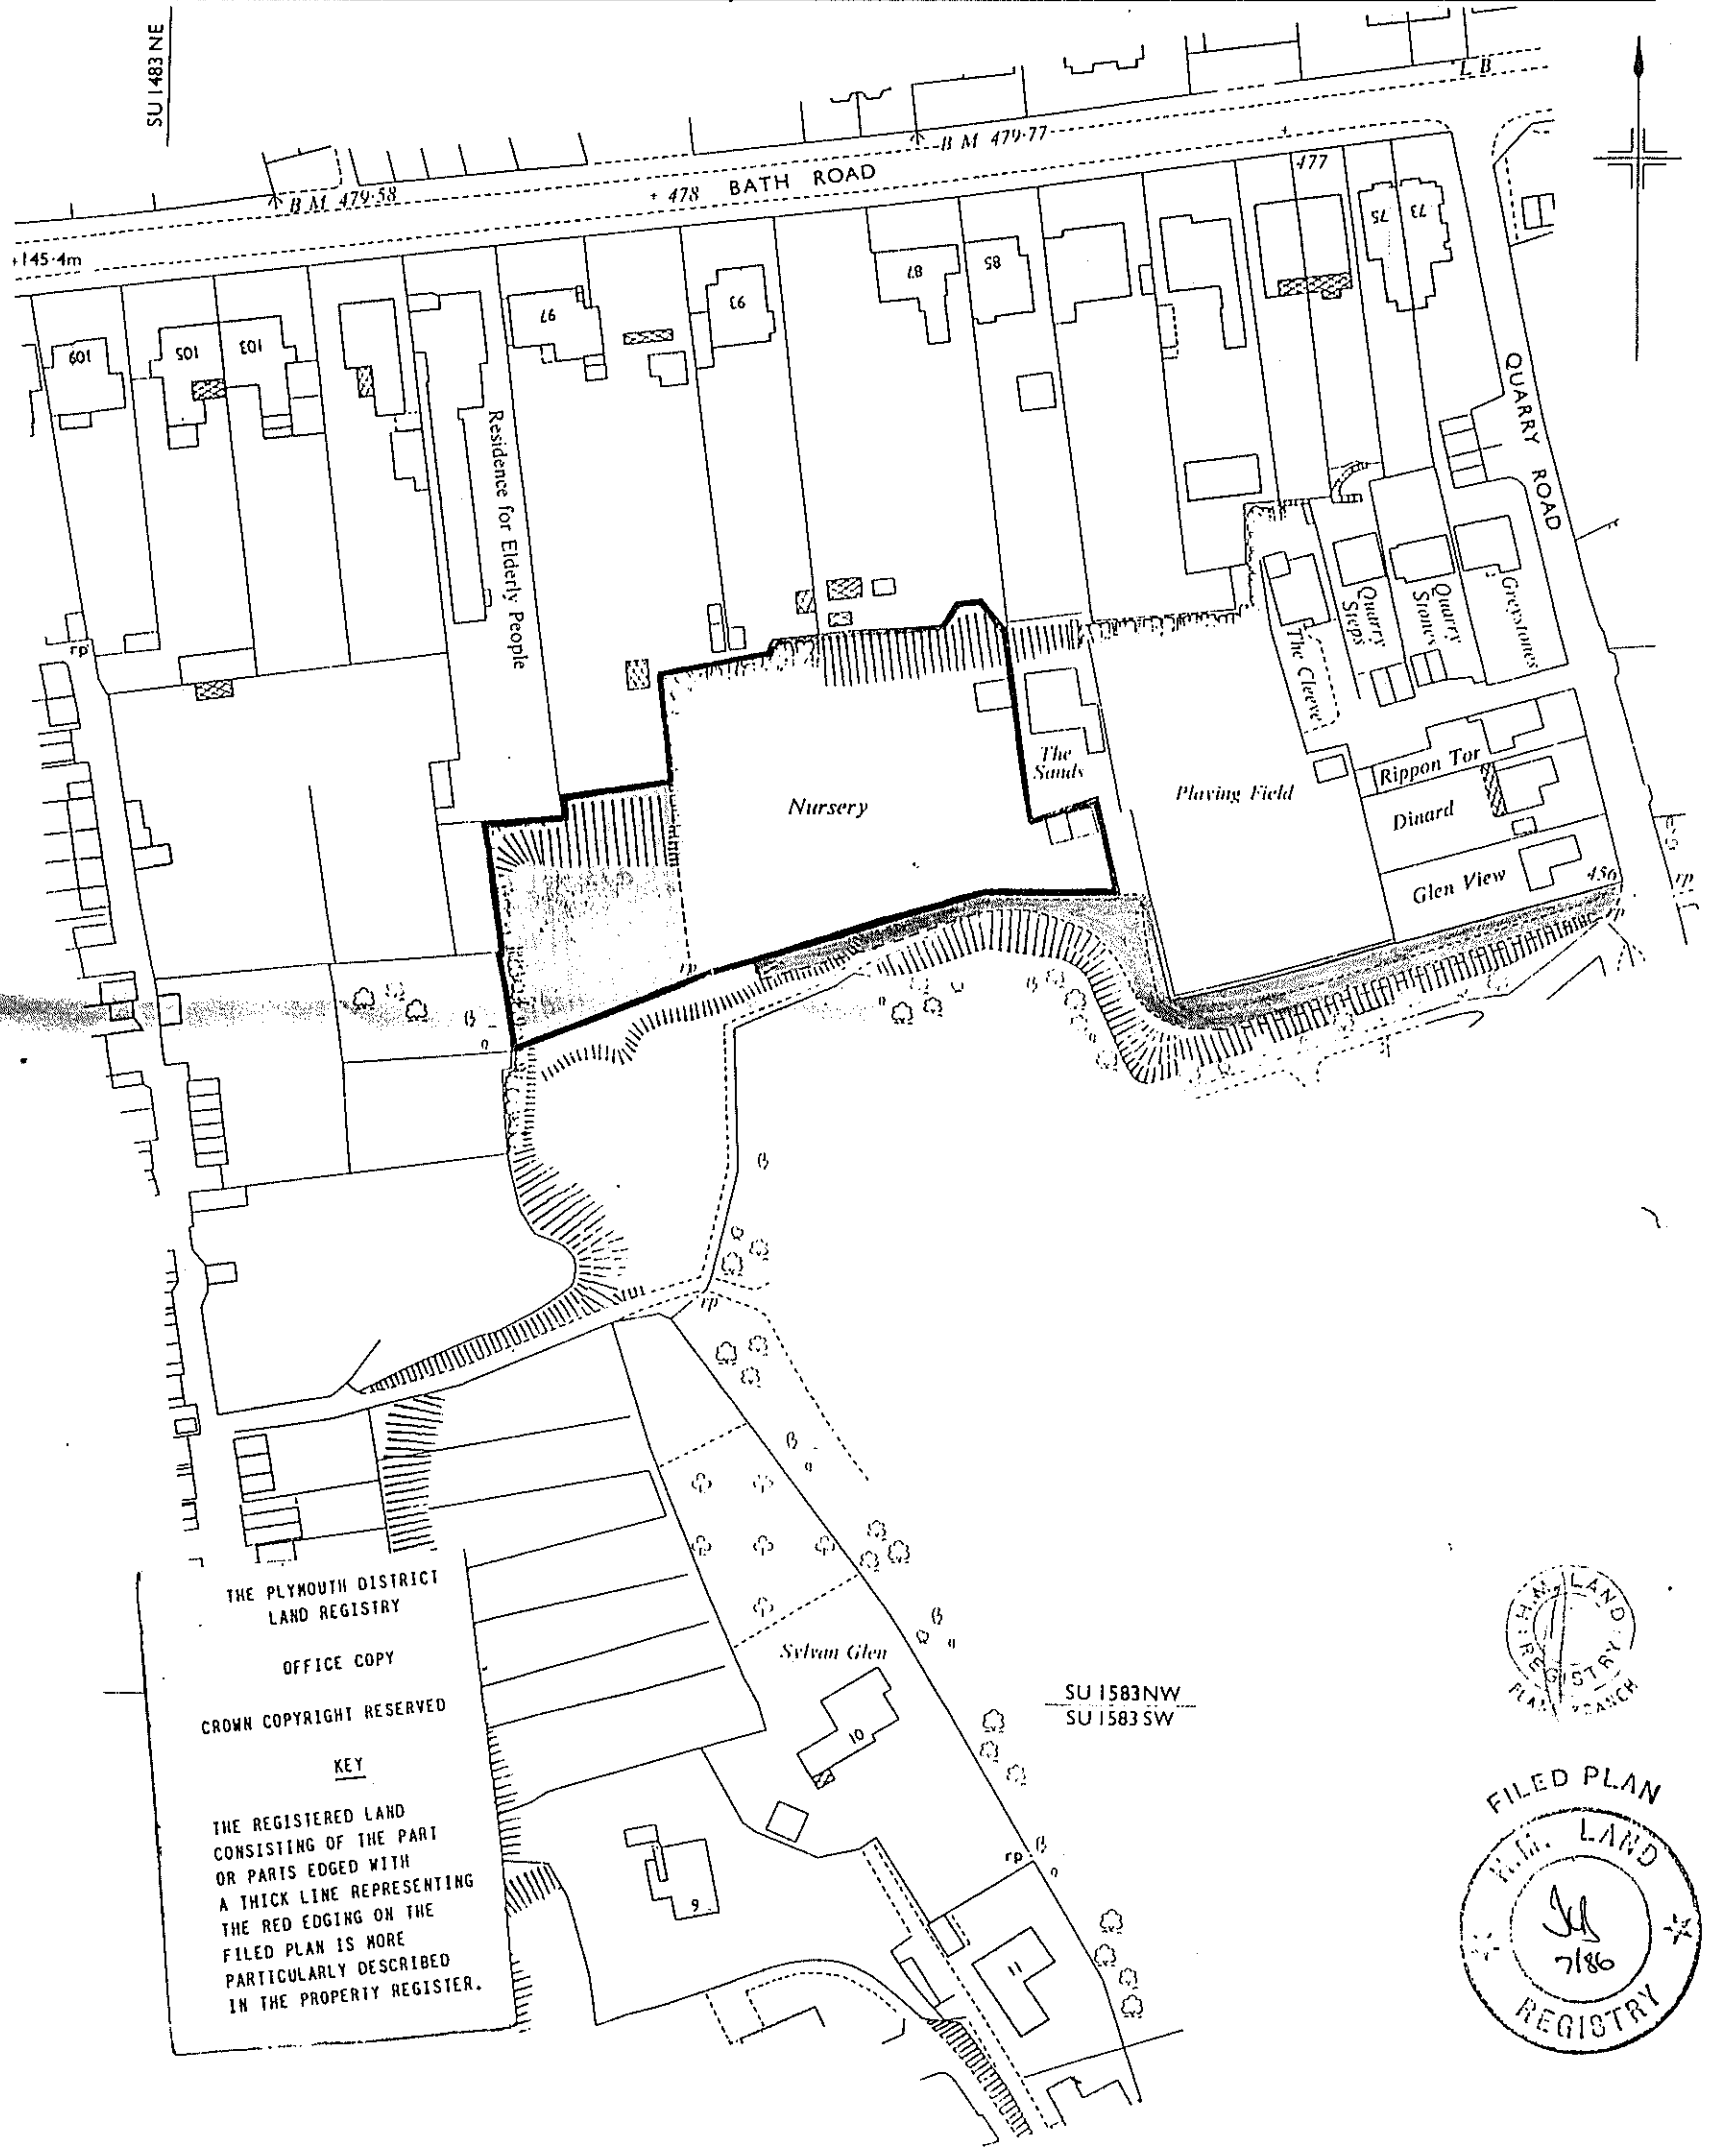 SU 1483 NE
L B
B M 479·77
B M 479·58
+ 478
BATH ROAD
477
+145·4m
109
105
103
97
93
87
85
75
73
QUARRY ROAD
Residence for Elderly People
rp
Quarry Steps
Quarry Stones
Greystones
The Cleeve
The Sands
Nursery
Playing Field
Rippon Tor
Dinard
Glen View
456
rp
rp
rp
rp
THE PLYMOUTH DISTRICT
LAND REGISTRY
OFFICE COPY
CROWN COPYRIGHT RESERVED
KEY
THE REGISTERED LAND
CONSISTING OF THE PART
OR PARTS EDGED WITH
A THICK LINE REPRESENTING
THE RED EDGING ON THE
FILED PLAN IS MORE
PARTICULARLY DESCRIBED
IN THE PROPERTY REGISTER.
Sylvan Glen
10
9
rp
11
SU 1583 NW
SU 1583 SW
H.M. LAND REGISTRY
FILED PLAN
H.M. LAND
7/86
REGISTRY